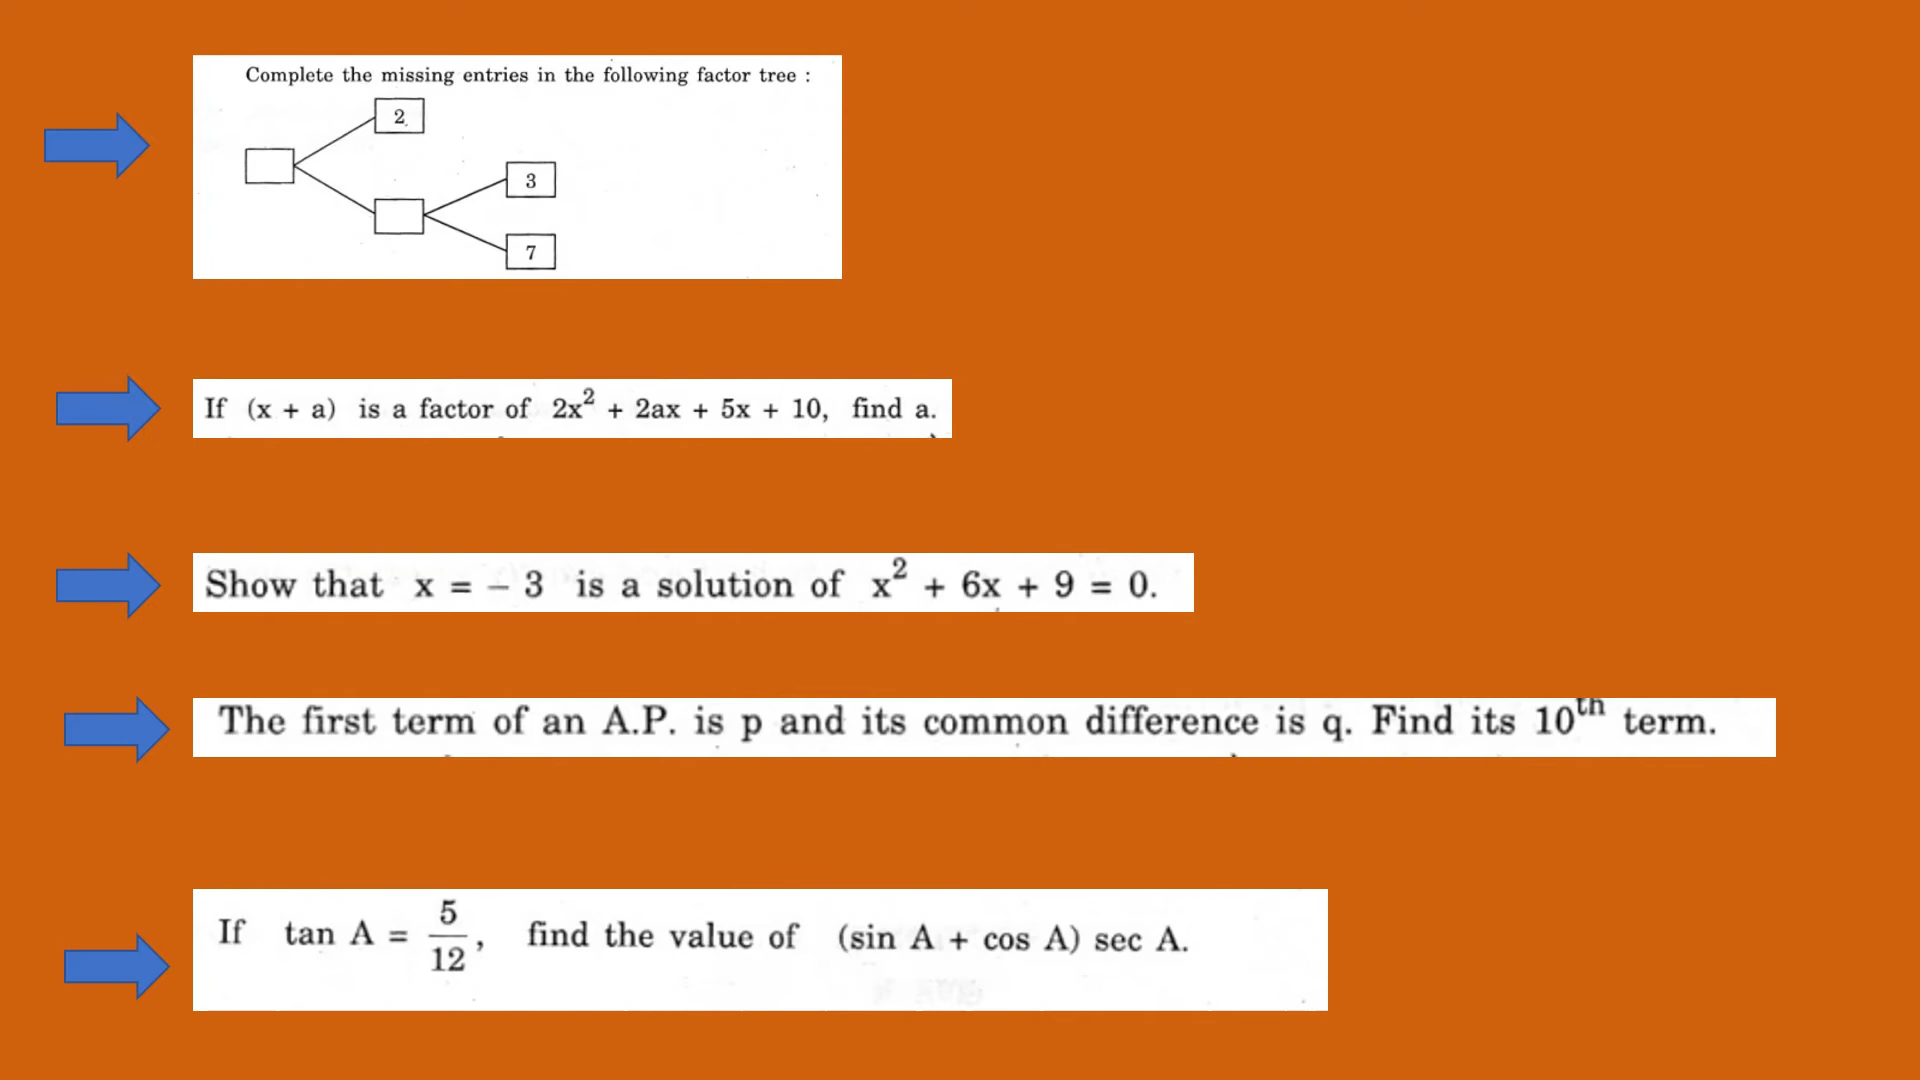 Complete the missing entries in the following factor tree :
2
3
7
If (x + a) is a factor of 2x² + 2ax + 5x + 10, find a.
Show that x = – 3 is a solution of x² + 6x + 9 = 0.
The first term of an A.P. is p and its common difference is q. Find its 10th term.
If tan A = 5/12, find the value of (sin A + cos A) sec A.